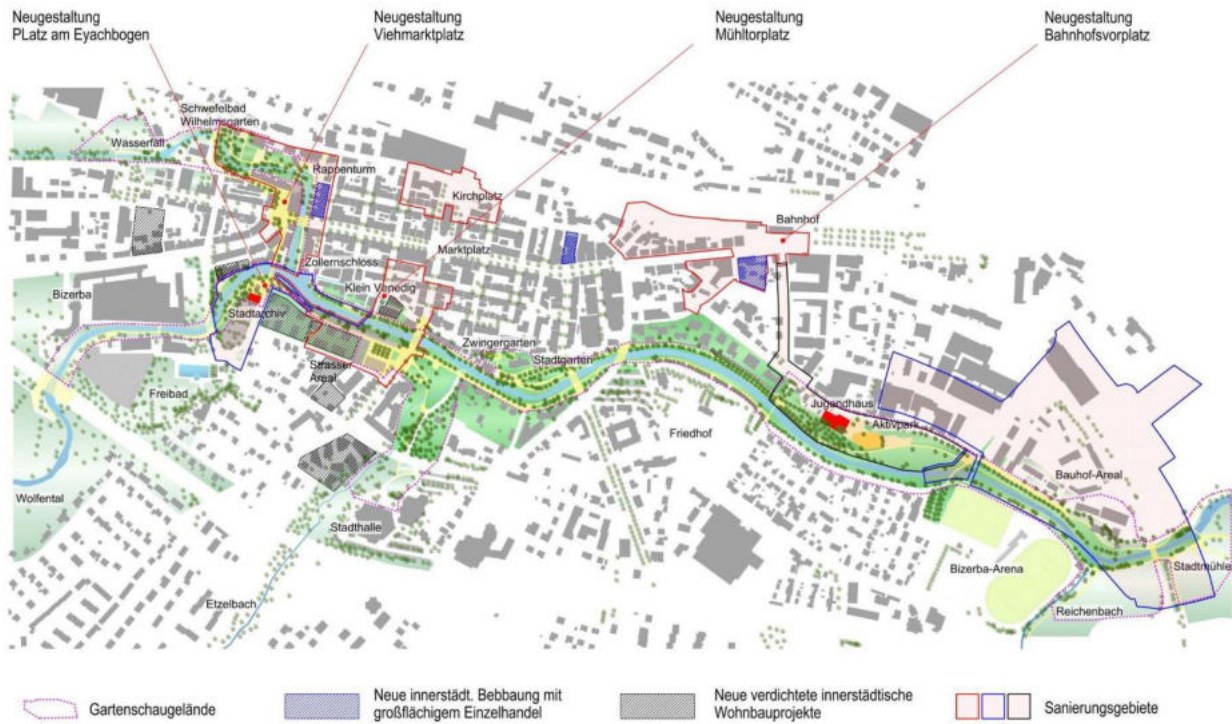 Neugestaltung
PLatz am Eyachbogen
Neugestaltung
Viehmarktplatz
Neugestaltung
Mühltorplatz
Neugestaltung
Bahnhofsvorplatz
Schwefelbad
Wilhelmsgarten
Wasserfall
Rappenturm
Kirchplatz
Bahnhof
Marktplatz
Zollernschloss
Klein Venedig
Bizerba
Stadtarchiv
Zwingergarten
Stadtgarten
Strasser
Areal
Freibad
Jugendhaus
Aktivpark
Friedhof
Bauhof-Areal
Wolfental
Stadthalle
Bizerba-Arena
Stadtmühle
Etzelbach
Reichenbach
Gartenschaugelände
Neue innerstädt. Bebbaung mit
großflächigem Einzelhandel
Neue verdichtete innerstädtische
Wohnbauprojekte
Sanierungsgebiete